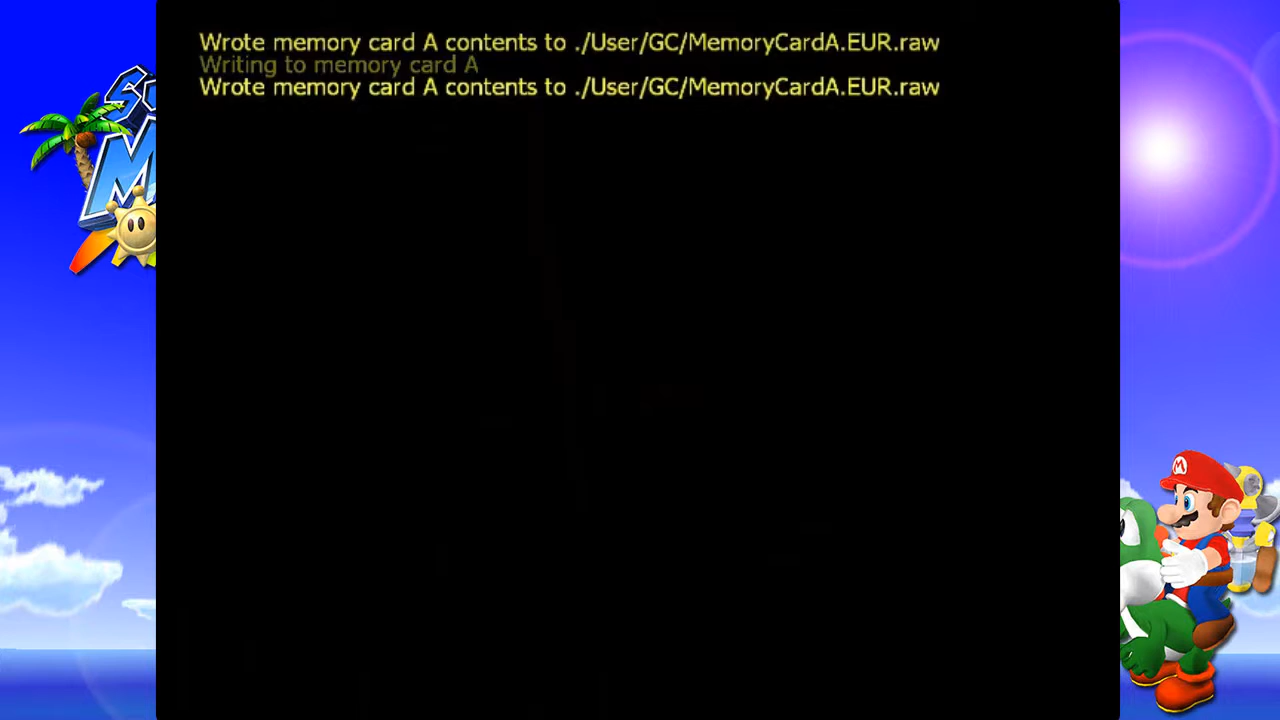 Wrote memory card A contents to ./User/GC/MemoryCardA.EUR.raw
Writing to memory card A
Wrote memory card A contents to ./User/GC/MemoryCardA.EUR.raw
M